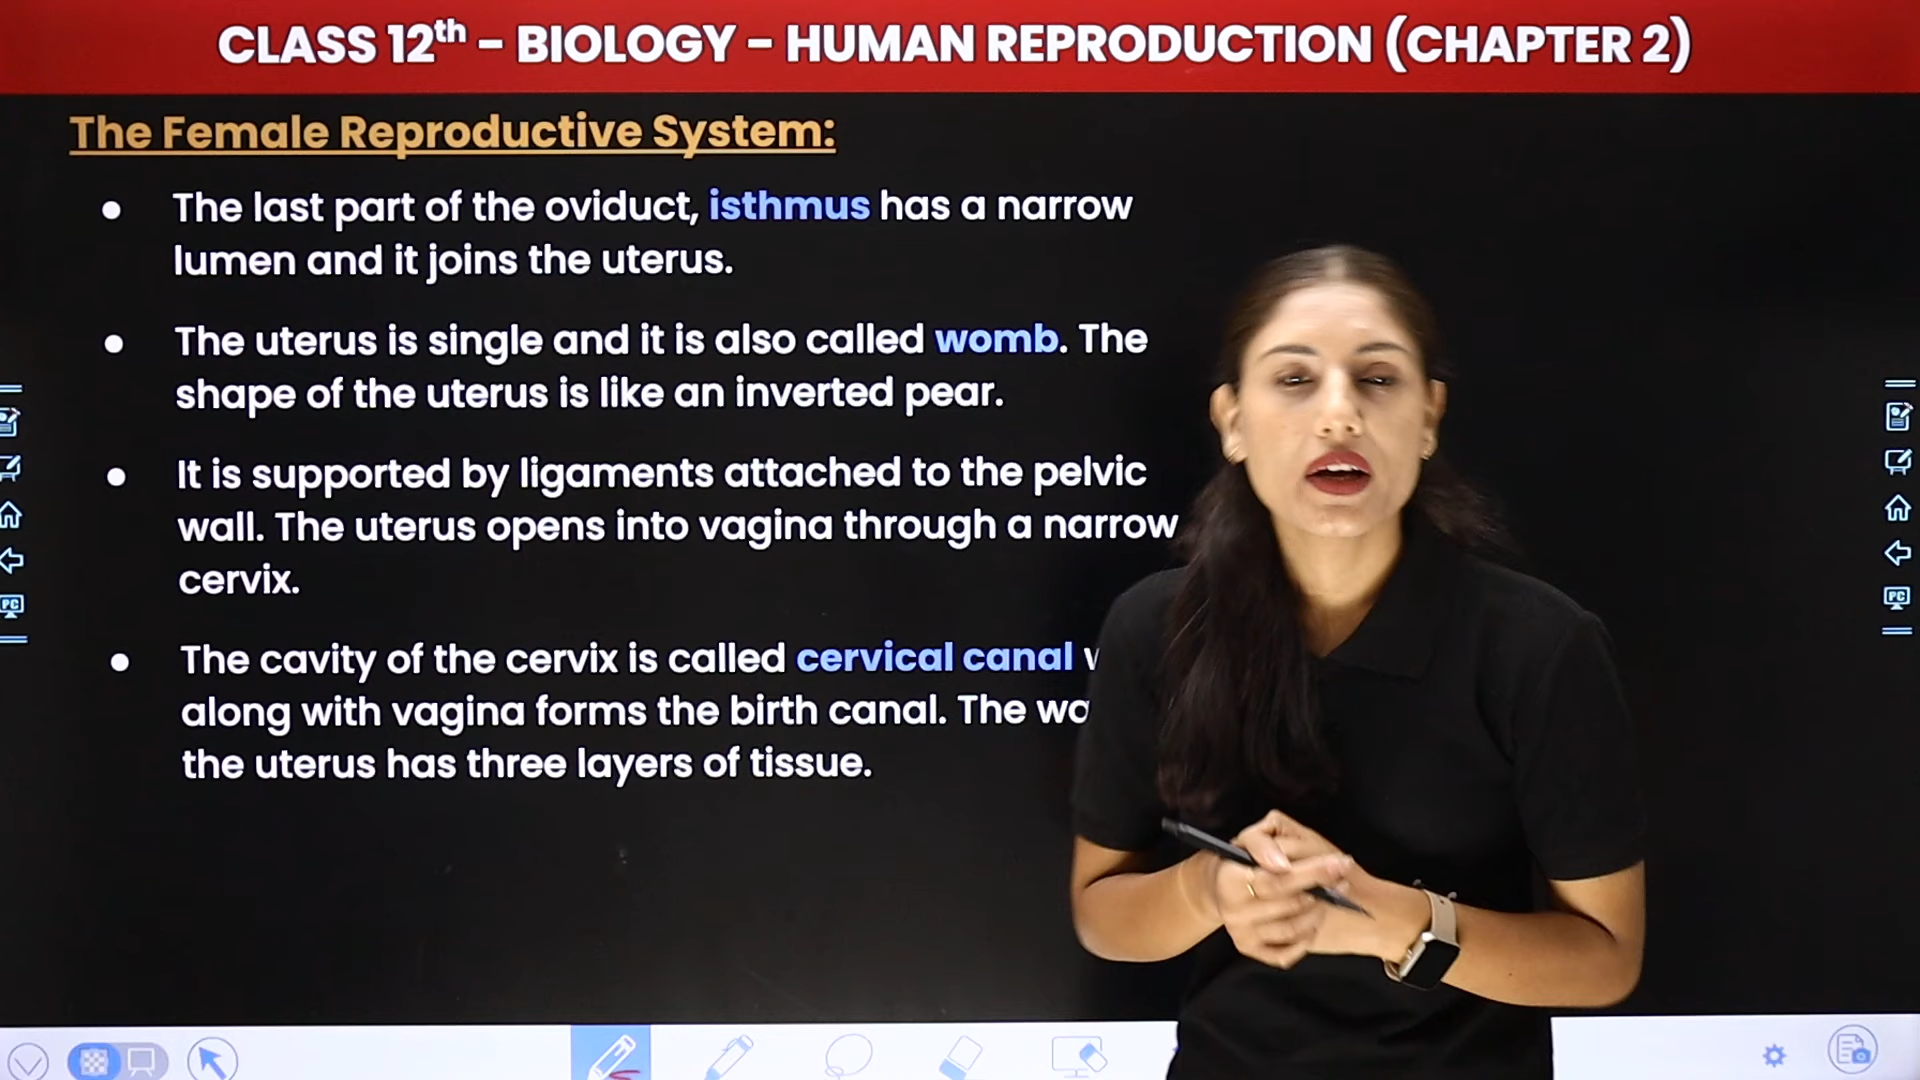 CLASS 12th – BIOLOGY – HUMAN REPRODUCTION (CHAPTER 2)
The Female Reproductive System:
● The last part of the oviduct, isthmus has a narrow
lumen and it joins the uterus.
● The uterus is single and it is also called womb. The
shape of the uterus is like an inverted pear.
● It is supported by ligaments attached to the pelvic
wall. The uterus opens into vagina through a narrow
cervix.
● The cavity of the cervix is called cervical canal
along with vagina forms the birth canal. The
the uterus has three layers of tissue.
PC
PC